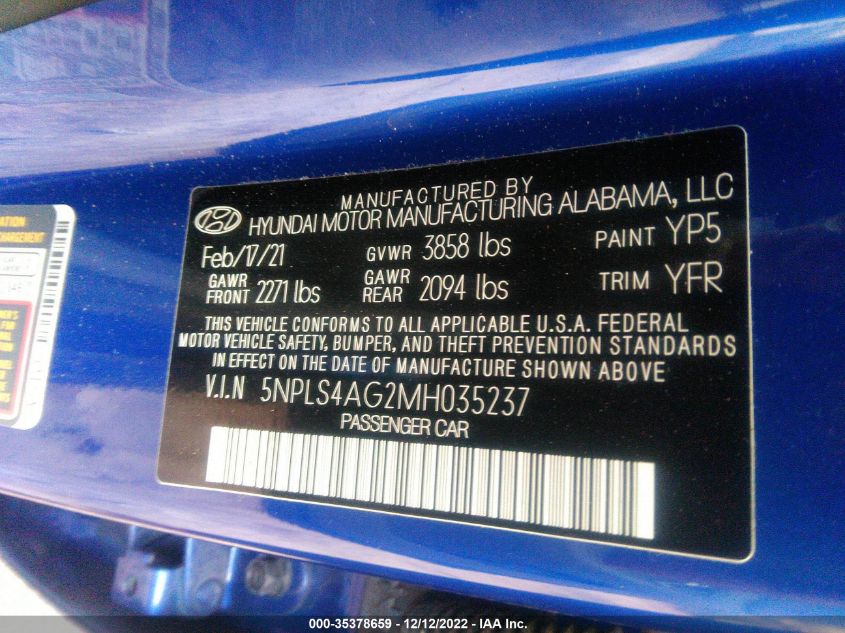 ATION
MANUFACTURED BY
HYUNDAI MOTOR MANUFACTURING ALABAMA, LLC
Feb/17/21 GVWR 3858 lbs PAINT YP5
GAWR FRONT 2271 lbs GAWR REAR 2094 lbs TRIM YFR
THIS VEHICLE CONFORMS TO ALL APPLICABLE U.S.A. FEDERAL
MOTOR VEHICLE SAFETY, BUMPER, AND THEFT PREVENTION STANDARDS
IN EFFECT ON THE DATE OF MANUFACTURE SHOWN ABOVE
V.I.N 5NPLS4AG2MH035237
PASSENGER CAR
000-35378659 - 12/12/2022 - IAA Inc.